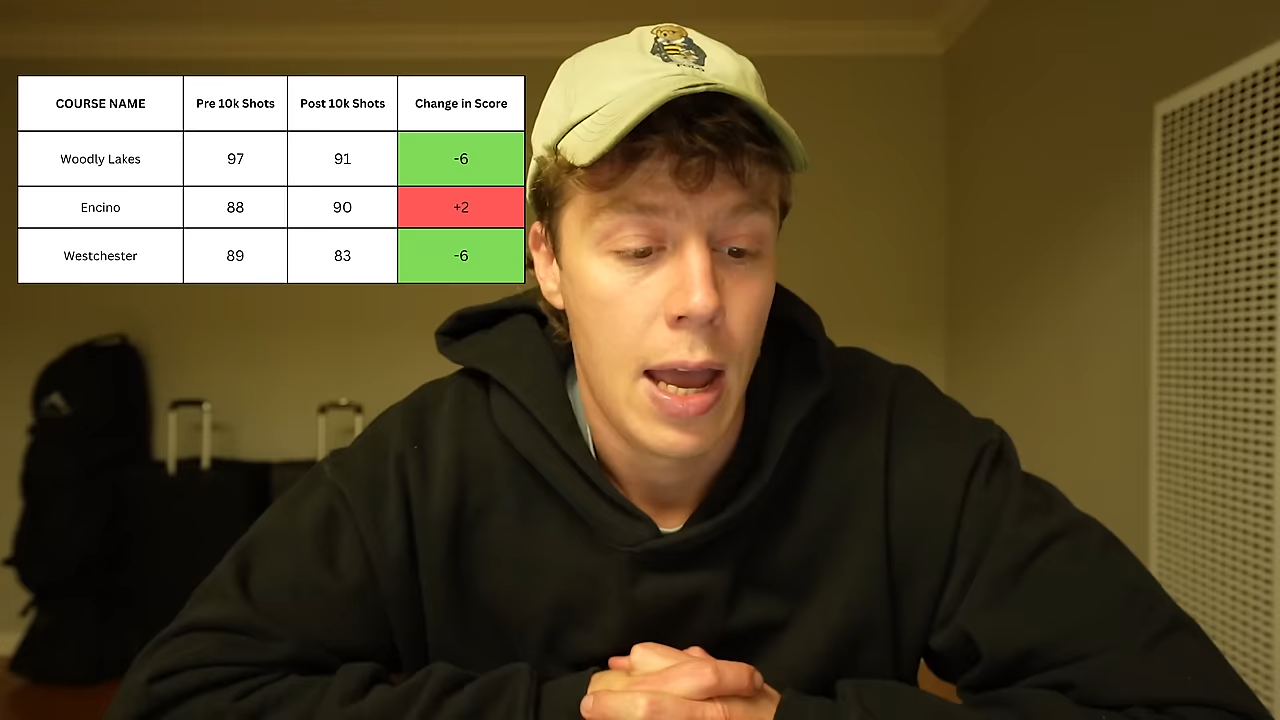 COURSE NAME Pre 10k Shots Post 10k Shots Change in Score
Woodly Lakes 97 91 -6
Encino 88 90 +2
Westchester 89 83 -6
POLO